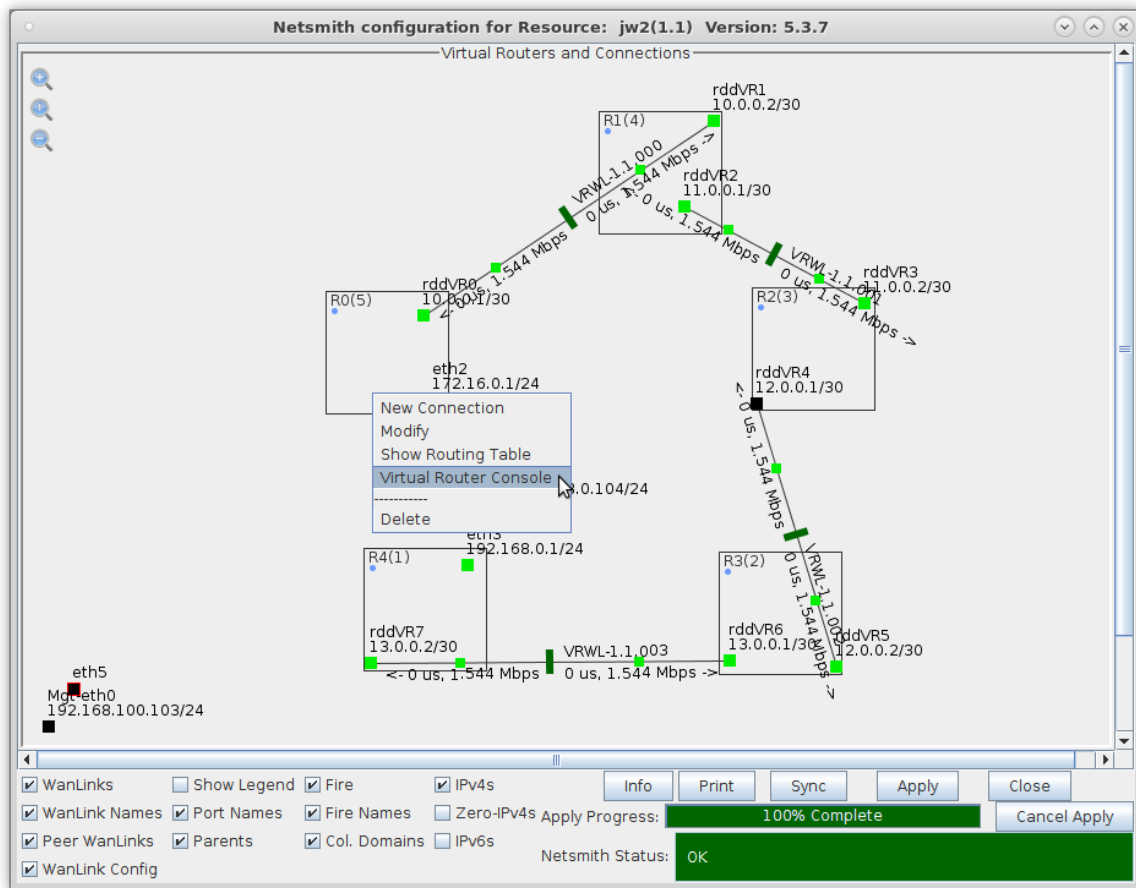 Netsmith configuration for Resource: jw2(1.1) Version: 5.3.7
Virtual Routers and Connections
rddVR1
10.0.0.2/30
R1(4)
VRWL-1.1.000
0 us, 1.544 Mbps ->
rddVR2
11.0.0.1/30
<- 0 us, 1.544 Mbps
<- 0 us, 1.544 Mbps
VRWL-1.1.001
0 us, 1.544 Mbps ->
rddVR3
11.0.0.2/30
rddVR0
10.0.0.1/30
R0(5)
R2(3)
eth2
172.16.0.1/24
rddVR4
12.0.0.1/30
<- 0 us, 1.544 Mbps
New Connection
Modify
Show Routing Table
Virtual Router Console
-----------
Delete
.0.104/24
eth3
192.168.0.1/24
R4(1)
R3(2)
0 us, 1.544 Mbps ->
rddVR7
13.0.0.2/30
VRWL-1.1.003
<- 0 us, 1.544 Mbps
0 us, 1.544 Mbps ->
rddVR6
13.0.0.1/30
rddVR5
12.0.0.2/30
eth5
Mgt-eth0
192.168.100.103/24
WanLinks Show Legend Fire IPv4s Info Print Sync Apply Close
WanLink Names Port Names Fire Names Zero-IPv4s Apply Progress: 100% Complete Cancel Apply
Peer WanLinks Parents Col. Domains IPv6s
Netsmith Status: OK
WanLink Config